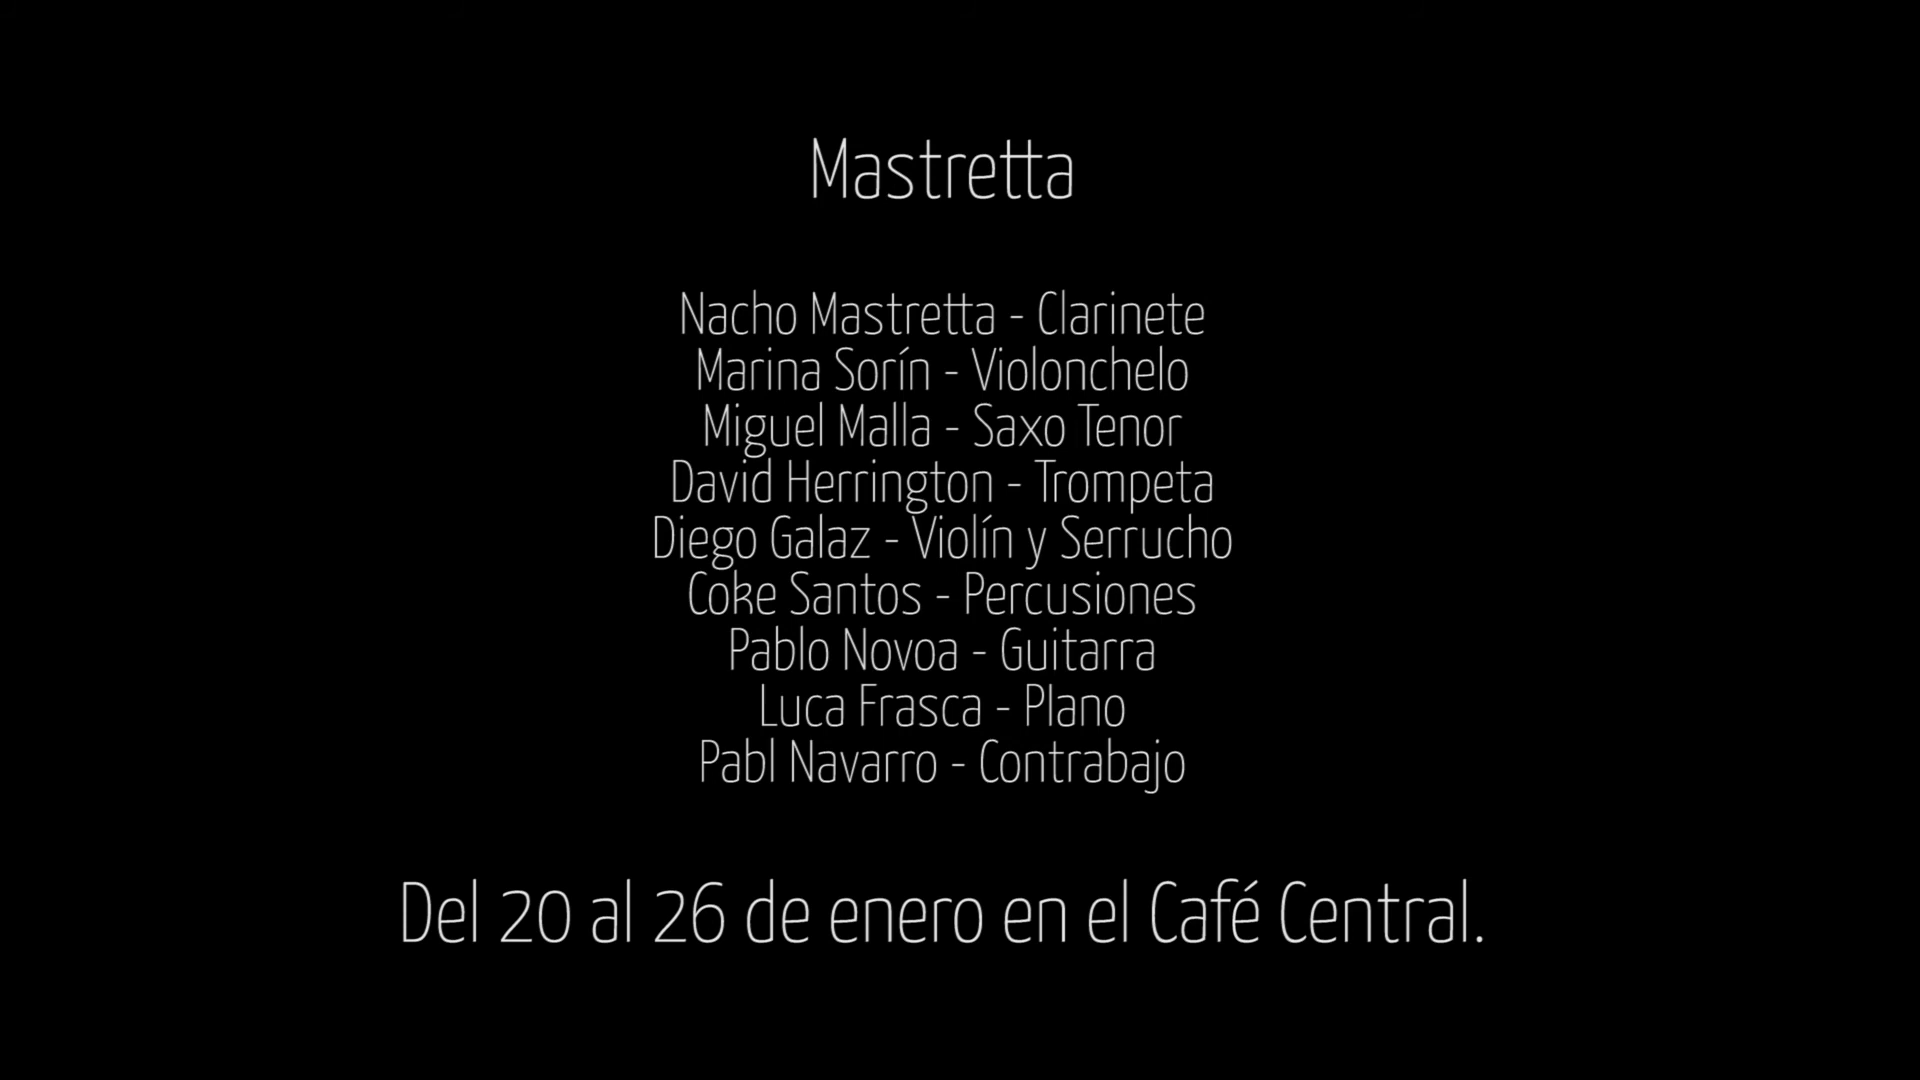 Mastretta
Nacho Mastretta - Clarinete
Marina Sorín - Violonchelo
Miguel Malla - Saxo Tenor
David Herrington - Trompeta
Diego Galaz - Violín y Serrucho
Coke Santos - Percusiones
Pablo Novoa - Guitarra
Luca Frasca - Plano
Pabl Navarro - Contrabajo
Del 20 al 26 de enero en el Café Central.